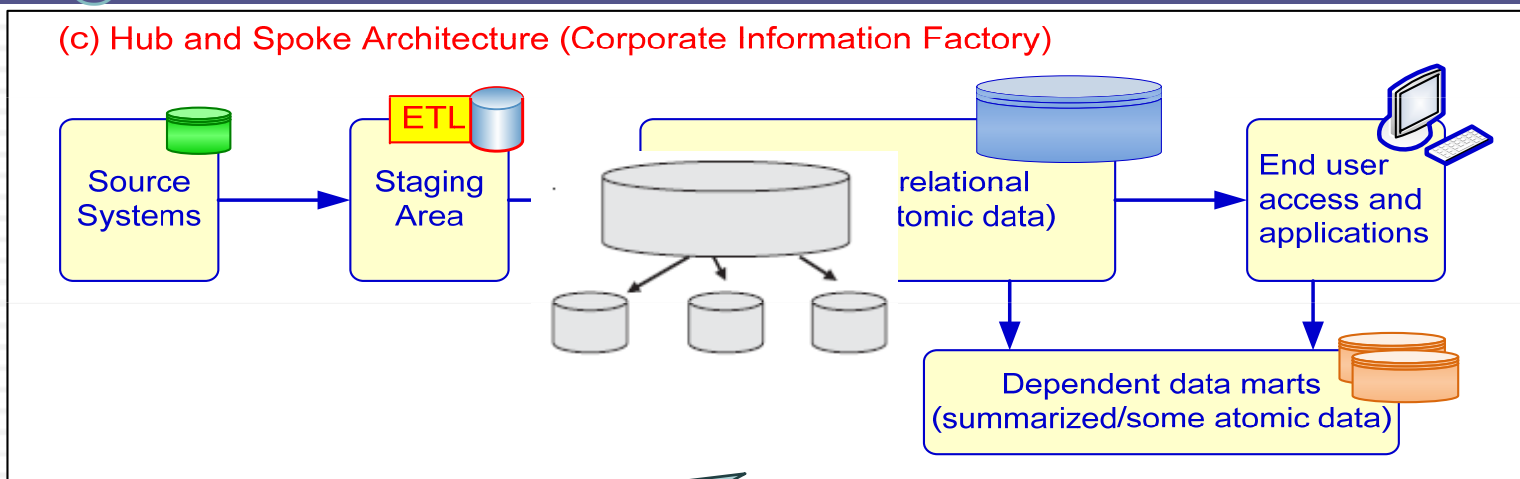 (c) Hub and Spoke Architecture (Corporate Information Factory)
ETL
Source
Systems
Staging
Area
relational
tomic data)
End user
access and
applications
Dependent data marts
(summarized/some atomic data)